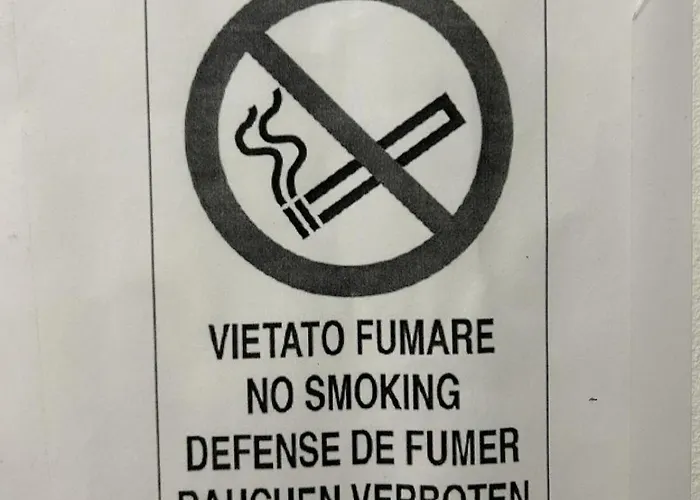 VIETATO FUMARE
NO SMOKING
DEFENSE DE FUMER
RAUCHEN VERBOTEN